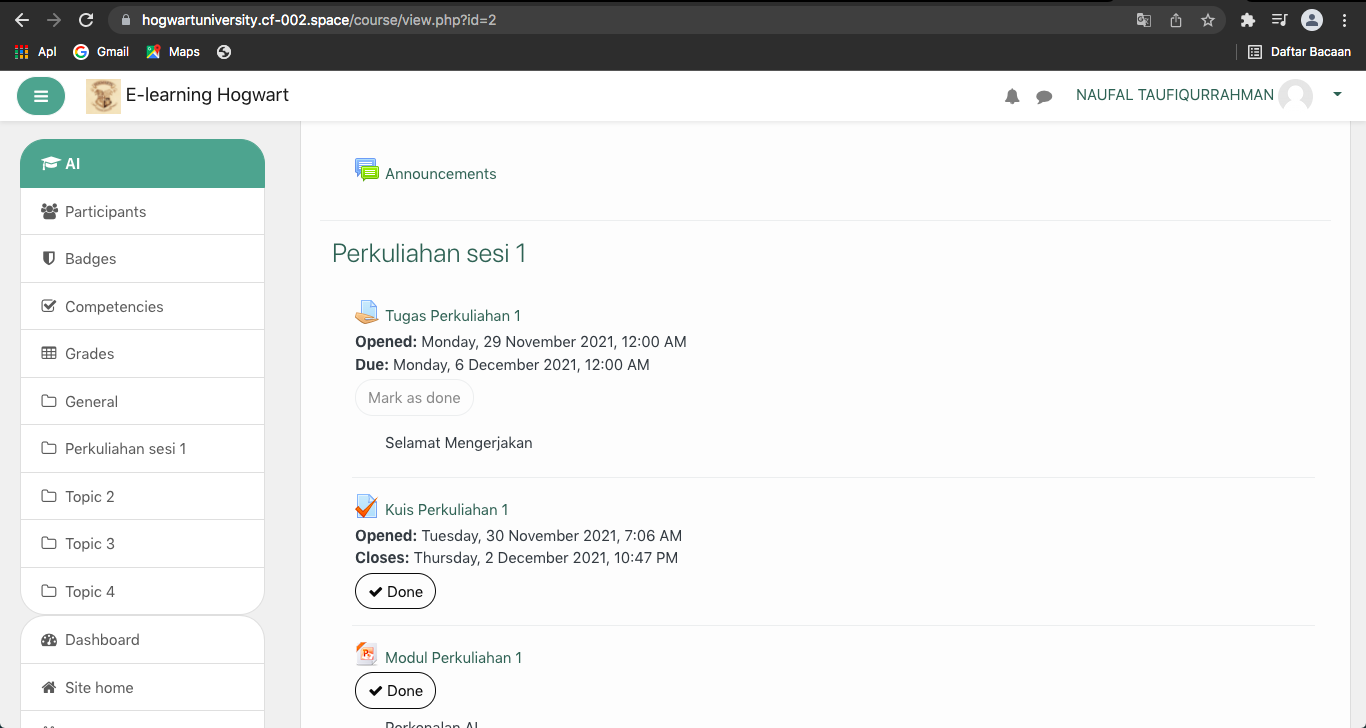 hogwartuniversity.cf-002.space/course/view.php?id=2
Apl Gmail Maps Daftar Bacaan
E-learning Hogwart NAUFAL TAUFIQURRAHMAN
AI
Participants
Badges
Competencies
Grades
General
Perkuliahan sesi 1
Topic 2
Topic 3
Topic 4
Dashboard
Site home
Announcements
Perkuliahan sesi 1
Tugas Perkuliahan 1
Opened: Monday, 29 November 2021, 12:00 AM
Due: Monday, 6 December 2021, 12:00 AM
Mark as done
Selamat Mengerjakan
Kuis Perkuliahan 1
Opened: Tuesday, 30 November 2021, 7:06 AM
Closes: Thursday, 2 December 2021, 10:47 PM
Done
Modul Perkuliahan 1
Done
Perkenalan AI